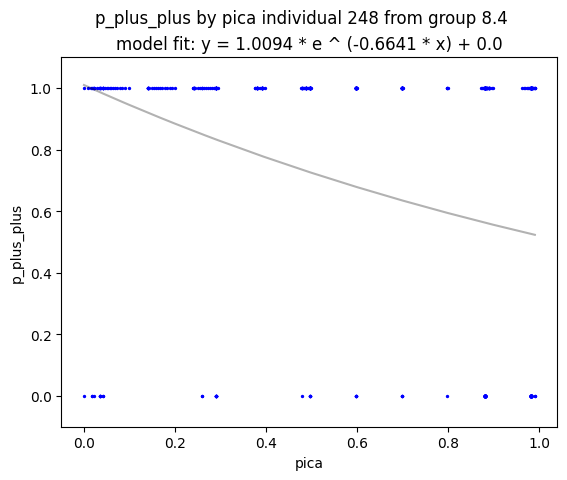 p_plus_plus by pica individual 248 from group 8.4
model fit: y = 1.0094 * e ^ (-0.6641 * x) + 0.0
1.0
0.8
0.6
0.4
0.2
0.0
p_plus_plus
0.0 0.2 0.4 0.6 0.8 1.0
pica